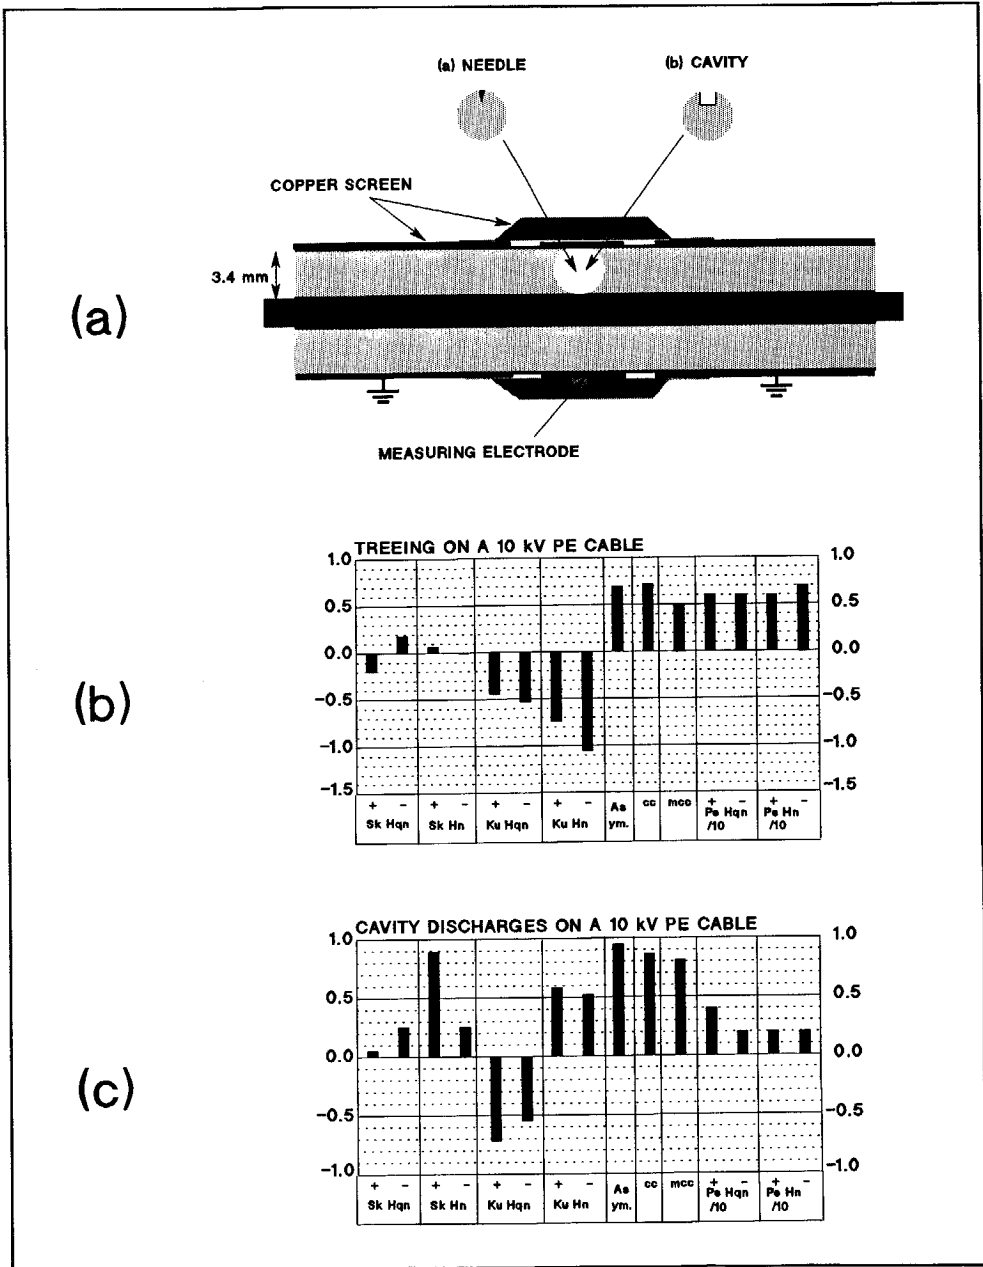 (a) NEEDLE
(b) CAVITY
COPPER SCREEN
3.4 mm
(a)
MEASURING ELECTRODE
TREEING ON A 10 kV PE CABLE
1.0 1.0
0.5 0.5
0.0 0.0
(b)
-0.5 -0.5
-1.0 -1.0
-1.5 -1.5
+ - + - + - + - As cc mcc + - + -
Sk Hqn Sk Hn Ku Hqn Ku Hn ym. Pe Hqn Pe Hn
/10 /10
CAVITY DISCHARGES ON A 10 kV PE CABLE
1.0 1.0
0.5 0.5
0.0 0.0
(c)
-0.5 -0.5
-1.0 -1.0
+ - + - + - + - As cc mcc + - + -
Sk Hqn Sk Hn Ku Hqn Ku Hn ym. Pe Hqn Pe Hn
/10 /10